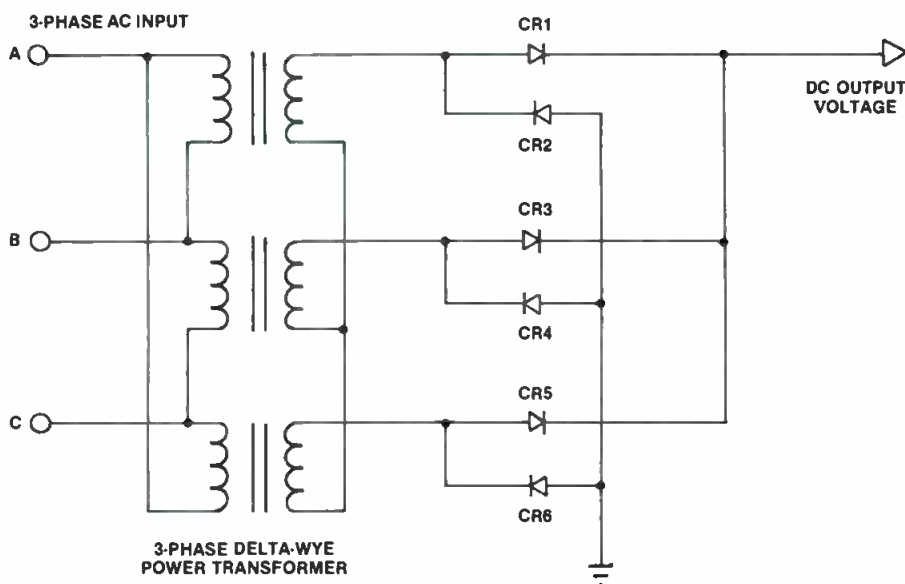 3-PHASE AC INPUT
A
CR1
DC OUTPUT
VOLTAGE
CR2
B
CR3
CR4
C
CR5
CR6
3-PHASE DELTA-WYE
POWER TRANSFORMER